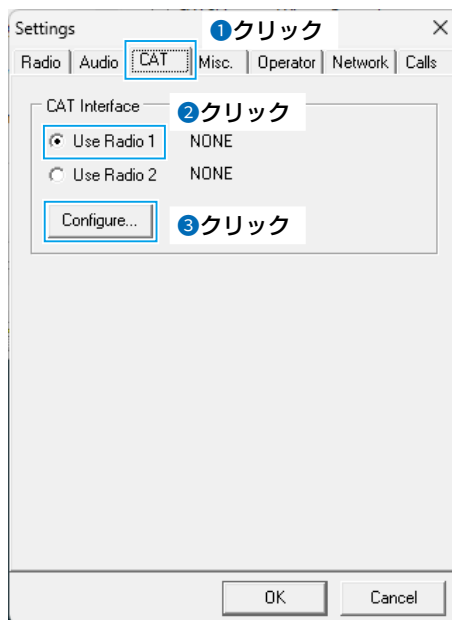 Settings
❶クリック
Radio Audio CAT Misc. Operator Network Calls
CAT Interface
❷クリック
Use Radio 1 NONE
Use Radio 2 NONE
Configure...
❸クリック
OK Cancel